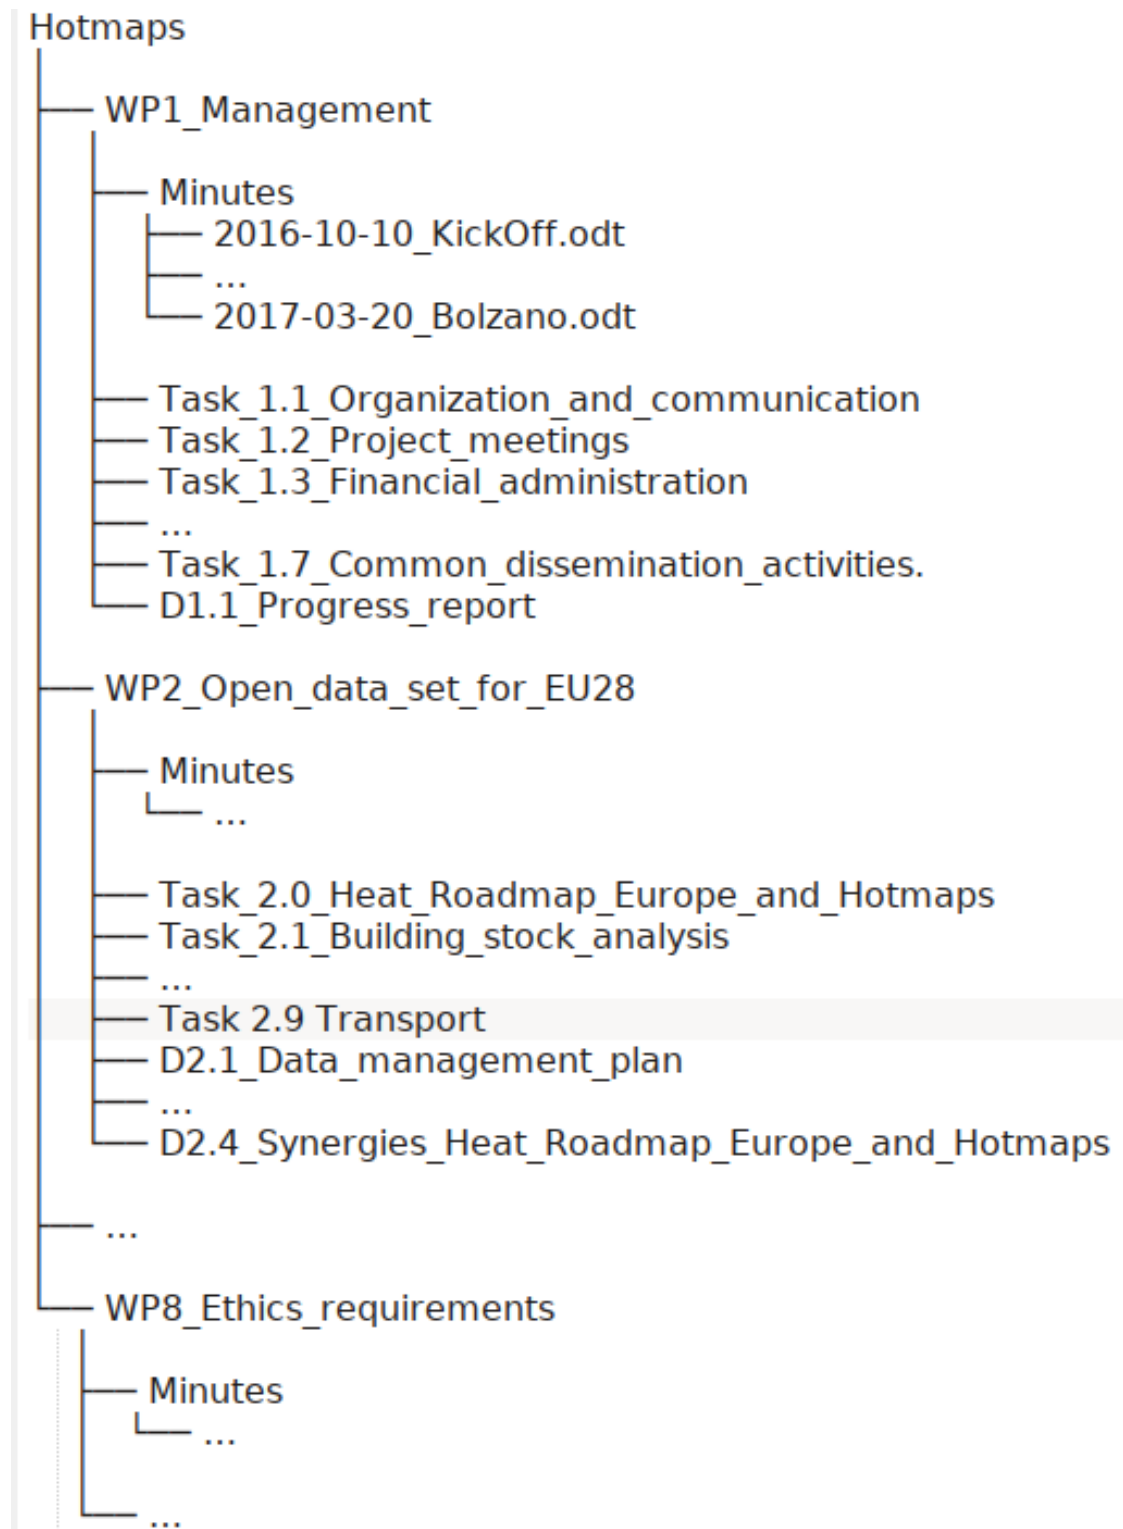 Hotmaps
WP1_Management
Minutes
2016-10-10_KickOff.odt
...
2017-03-20_Bolzano.odt
Task_1.1_Organization_and_communication
Task_1.2_Project_meetings
Task_1.3_Financial_administration
...
Task_1.7_Common_dissemination_activities.
D1.1_Progress_report
WP2_Open_data_set_for_EU28
Minutes
...
Task_2.0_Heat_Roadmap_Europe_and_Hotmaps
Task_2.1_Building_stock_analysis
...
Task 2.9 Transport
D2.1_Data_management_plan
...
D2.4_Synergies_Heat_Roadmap_Europe_and_Hotmaps
...
WP8_Ethics_requirements
Minutes
...
...